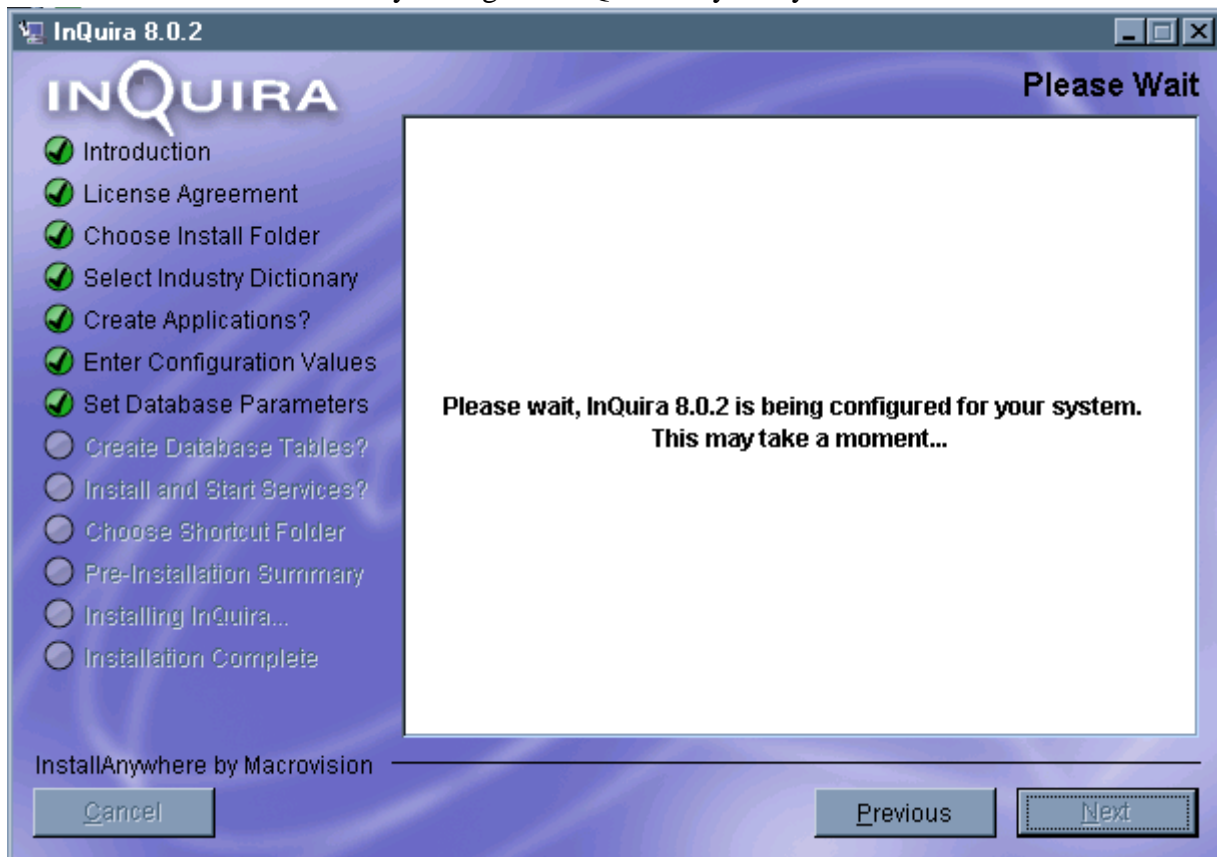 InQuira 8.0.2
INQUIRA
Please Wait
Introduction
License Agreement
Choose Install Folder
Select Industry Dictionary
Create Applications?
Enter Configuration Values
Set Database Parameters
Create Database Tables?
Install and Start Services?
Choose Shortcut Folder
Pre-Installation Summary
Installing InQuira...
Installation Complete
Please wait, InQuira 8.0.2 is being configured for your system.
This may take a moment...
InstallAnywhere by Macrovision
Cancel
Previous
Next